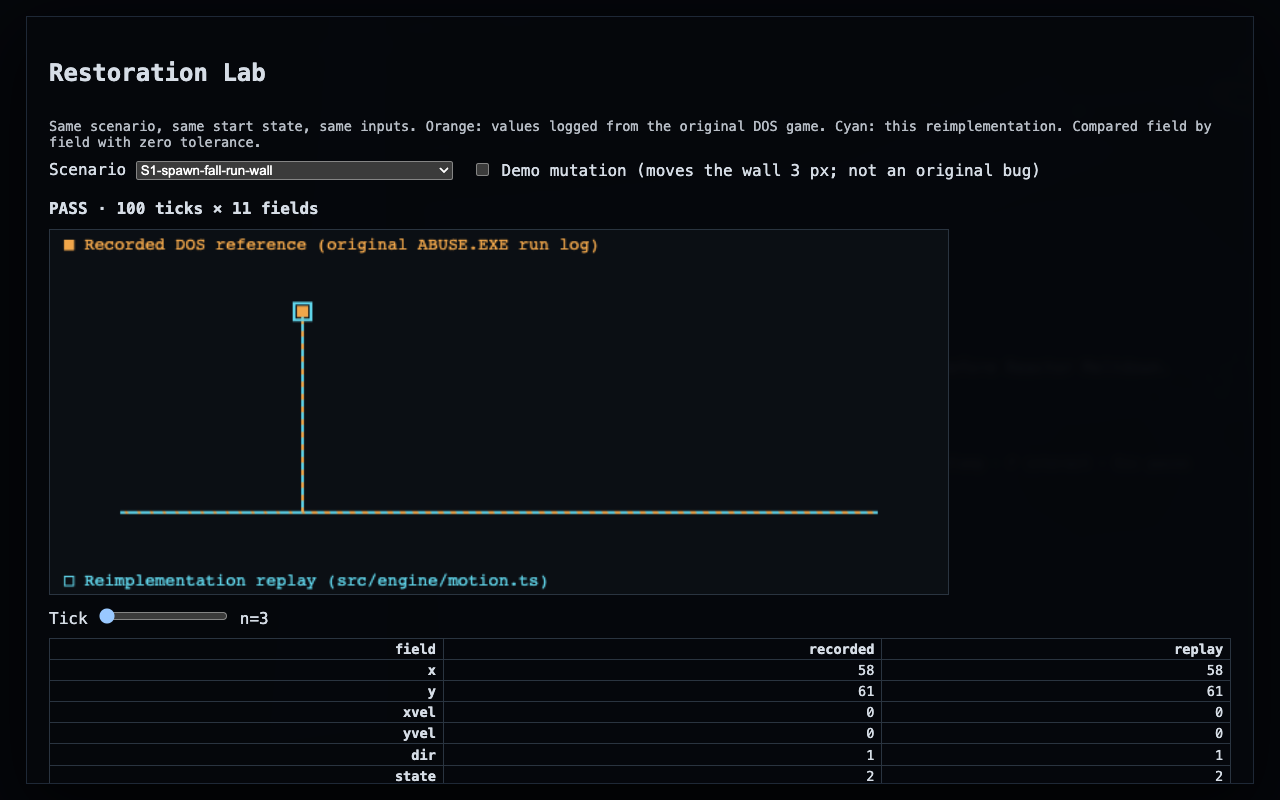 Restoration Lab
Same scenario, same start state, same inputs. Orange: values logged from the original DOS game. Cyan: this reimplementation. Compared field by
field with zero tolerance.
Scenario S1-spawn-fall-run-wall Demo mutation (moves the wall 3 px; not an original bug)
PASS · 100 ticks × 11 fields
Recorded DOS reference (original ABUSE.EXE run log)
Reimplementation replay (src/engine/motion.ts)
Tick n=3
field recorded replay
x 58 58
y 61 61
xvel 0 0
yvel 0 0
dir 1 1
state 2 2